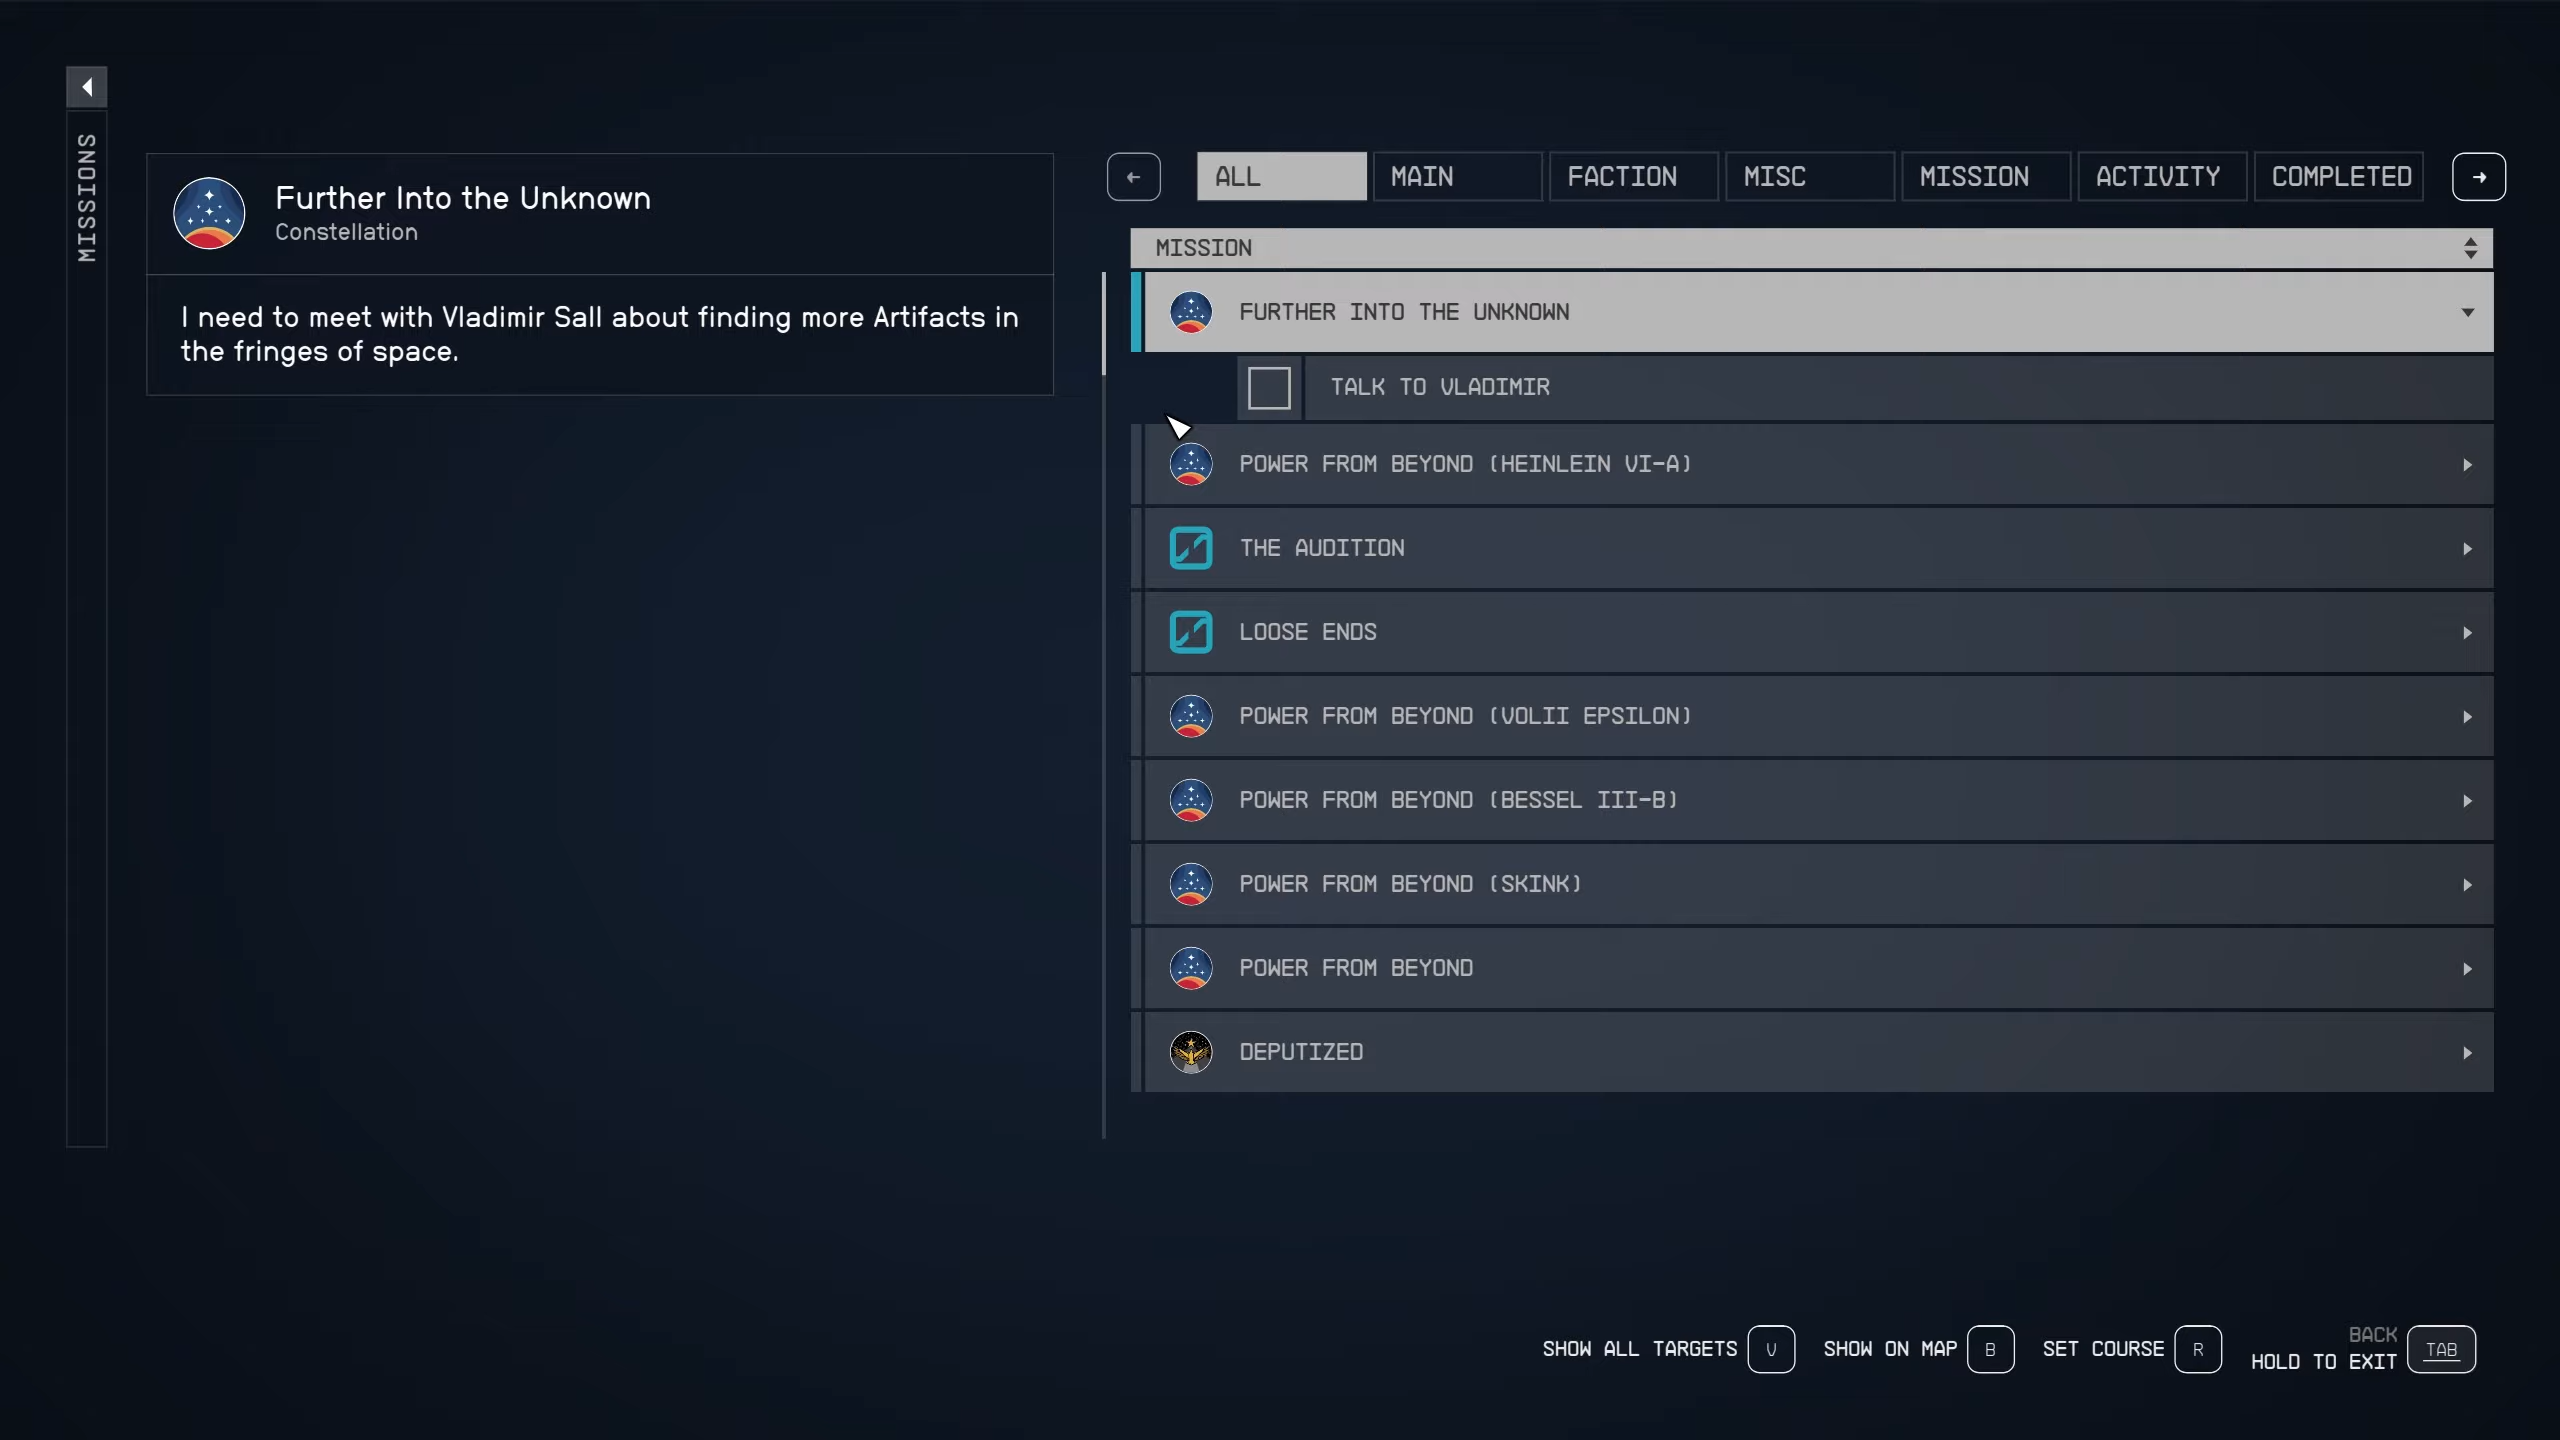 MISSIONS
Further Into the Unknown
Constellation
I need to meet with Vladimir Sall about finding more Artifacts in
the fringes of space.
ALL
MAIN
FACTION
MISC
MISSION
ACTIVITY
COMPLETED
MISSION
FURTHER INTO THE UNKNOWN
TALK TO VLADIMIR
POWER FROM BEYOND (HEINLEIN VI-A)
THE AUDITION
LOOSE ENDS
POWER FROM BEYOND (VOLII EPSILON)
POWER FROM BEYOND (BESSEL III-B)
POWER FROM BEYOND (SKINK)
POWER FROM BEYOND
DEPUTIZED
SHOW ALL TARGETS V
SHOW ON MAP B
SET COURSE R
BACK
HOLD TO EXIT TAB